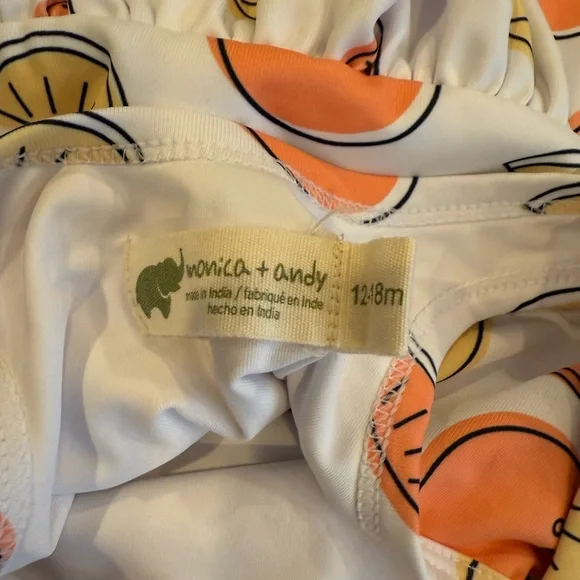 monica + andy
made in India / fabriqué en Inde
hecho en India
12-18m